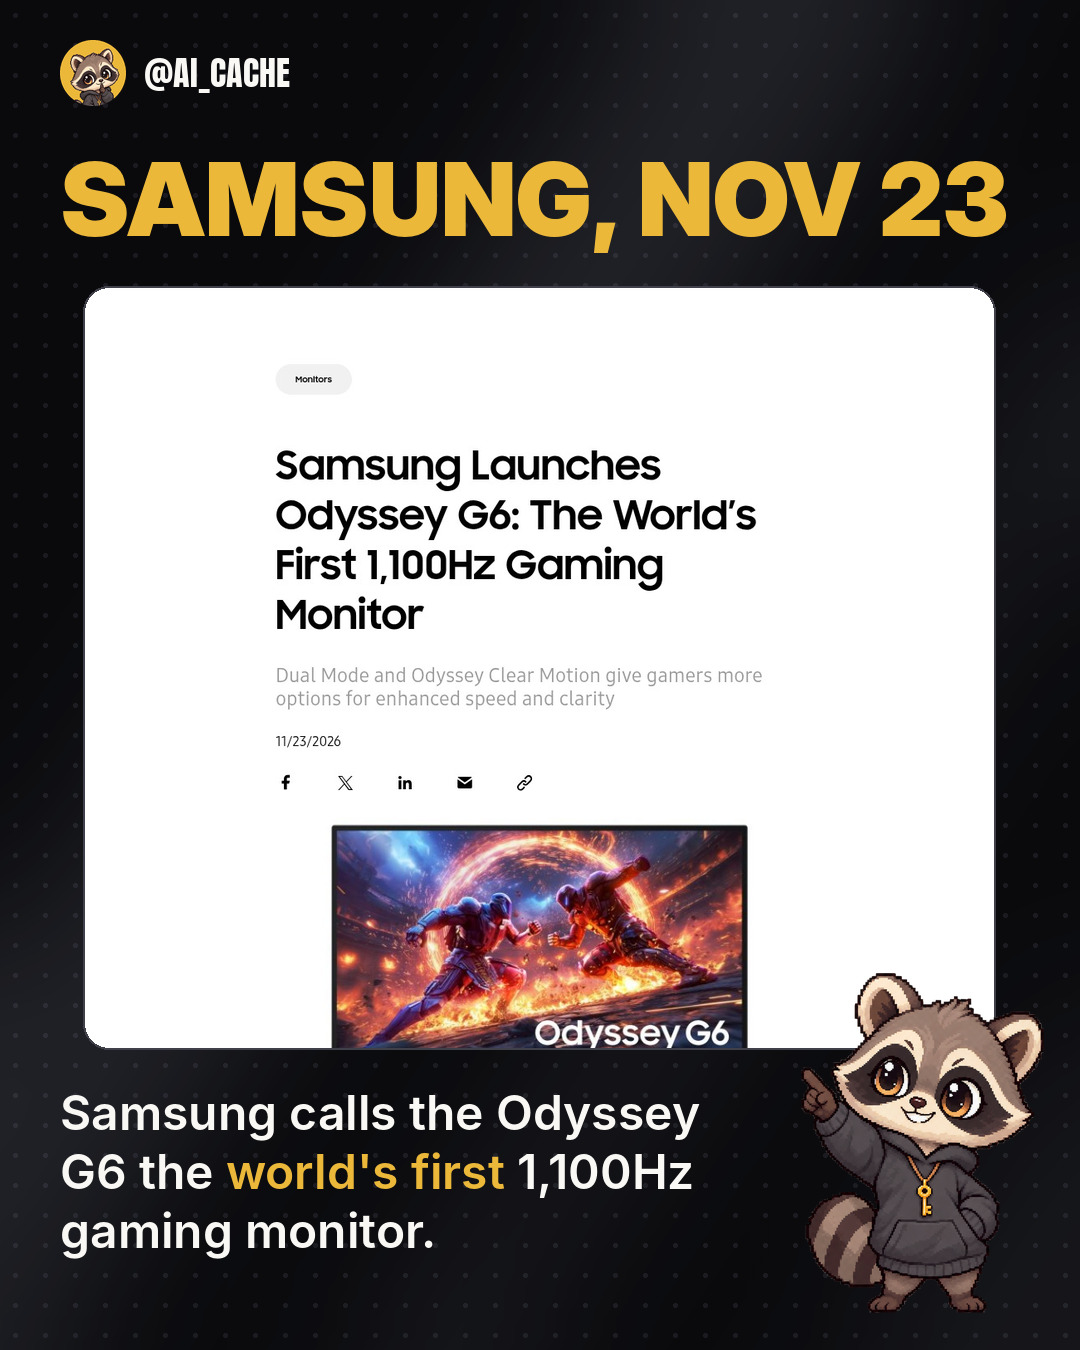 @AI_CACHE
SAMSUNG, NOV 23
Monitors
Samsung Launches
Odyssey G6: The World’s
First 1,100Hz Gaming
Monitor
Dual Mode and Odyssey Clear Motion give gamers more
options for enhanced speed and clarity
11/23/2026
Odyssey G6
Samsung calls the Odyssey
G6 the world's first 1,100Hz
gaming monitor.